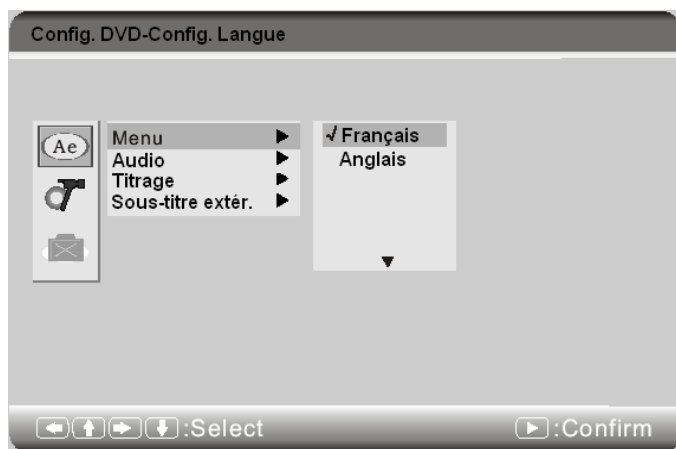 Config. DVD-Config. Langue
Ae
Menu
Audio
Titrage
Sous-titre extér.
√ Français
Anglais
:Select
:Confirm